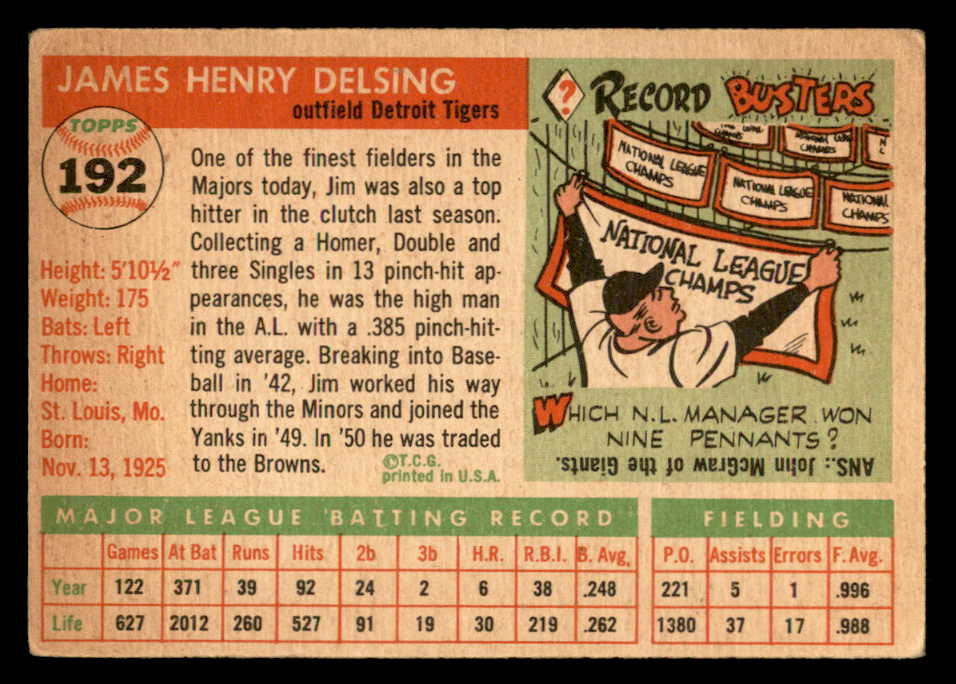 JAMES HENRY DELSING
outfield Detroit Tigers
TOPPS
192
Height: 5'10½"
Weight: 175
Bats: Left
Throws: Right
Home:
St. Louis, Mo.
Born:
Nov. 13, 1925
One of the finest fielders in the
Majors today, Jim was also a top
hitter in the clutch last season.
Collecting a Homer, Double and
three Singles in 13 pinch-hit ap-
pearances, he was the high man
in the A.L. with a .385 pinch-hit-
ting average. Breaking into Base-
ball in '42, Jim worked his way
through the Minors and joined the
Yanks in '49. In '50 he was traded
to the Browns.
©T.C.G.
printed in U.S.A.
? RECORD BUSTERS
NATIONAL LEAGUE
CHAMPS
NATIONAL LEAGUE
CHAMPS
NATIONAL
CHAMPS
NATIONAL LEAGUE
CHAMPS
WHICH N.L. MANAGER WON
NINE PENNANTS?
ANS.: John McGraw of the Giants.
MAJOR LEAGUE BATTING RECORD
Games At Bat Runs Hits 2b 3b H.R. R.B.I. B. Avg.
Year 122 371 39 92 24 2 6 38 .248
Life 627 2012 260 527 91 19 30 219 .262
FIELDING
P.O. Assists Errors F. Avg.
221 5 1 .996
1380 37 17 .988